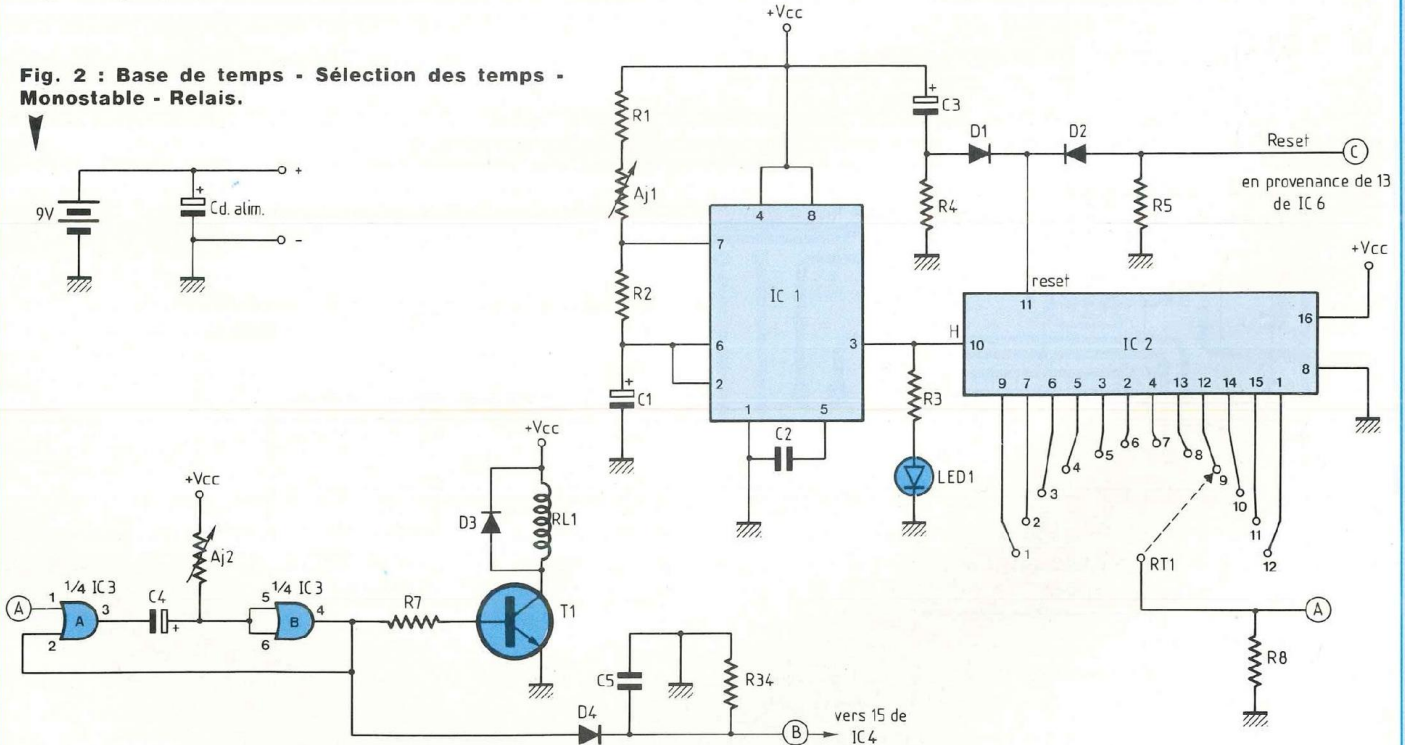 Fig. 2 : Base de temps - Sélection des temps -
Monostable - Relais.
9V
+
Cd. alim.
+
-
+Vcc
R1
Aj1
R2
+
C1
4
8
7
IC 1
6
2
3
1
5
C2
+
C3
D1
D2
Reset
C
R4
R5
en provenance de 13
de IC 6
+Vcc
reset
11
H
10
IC 2
16
8
9
7
6
5
3
2
4
13
12
14
15
1
R3
LED1
1
2
3
4
5
6
7
8
9
10
11
12
RT1
A
R8
+Vcc
Aj2
A
1
1/4 IC3
2
A
3
C4
+
1/4 IC3
5
6
B
4
R7
+Vcc
D3
RL1
T1
D4
C5
R34
B
vers 15 de
IC4